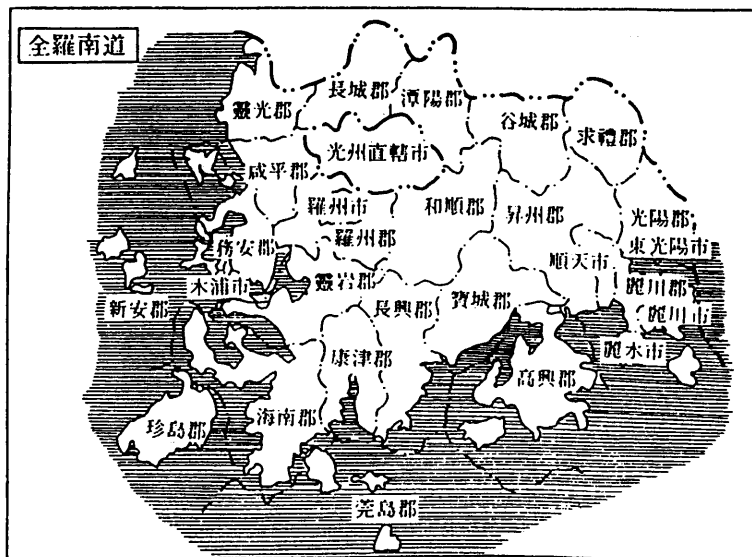 全羅南道
靈光郡
長城郡
潭陽郡
谷城郡
求禮郡
光州直轄市
咸平郡
羅州市
和順郡
昇州郡
光陽郡
東光陽市
務安郡
羅州郡
順天市
木浦市
靈岩郡
麗川郡
新安郡
長興郡
寶城郡
麗川市
麗水市
康津郡
高興郡
珍島郡
海南郡
莞島郡